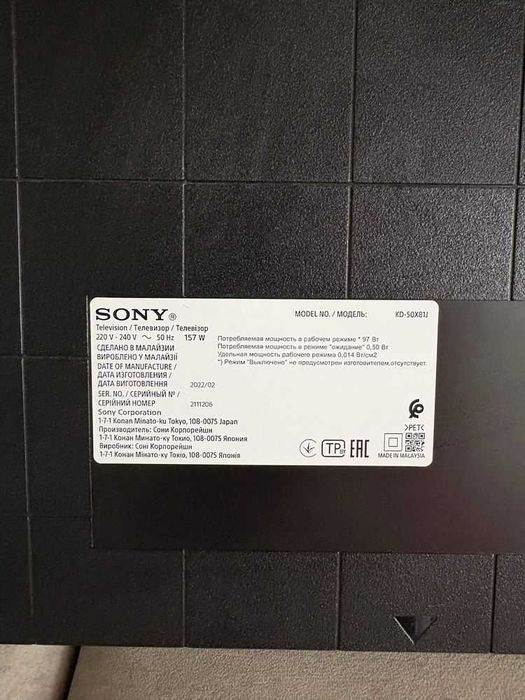 SONY ®
MODEL NO. / МОДЕЛЬ: KD-50X81J
Television / Телевизор / Телевізор
220 V - 240 V ~ 50 Hz 157 W
СДЕЛАНО В МАЛАЙЗИИ
ВИРОБЛЕНО У МАЛАЙЗІЇ
DATE OF MANUFACTURE /
ДАТА ИЗГОТОВЛЕНИЯ /
ДАТА ВИГОТОВЛЕННЯ 2022/02
SER. NO. / СЕРИЙНЫЙ № /
СЕРІЙНИЙ НОМЕР 2111206
Sony Corporation
1-7-1 Konan Minato-ku Tokyo, 108-0075 Japan
Производитель: Сони Корпорейшн
1-7-1 Конан Минато-ку Токио, 108-0075 Япония
Виробник: Соні Корпорейшн
1-7-1 Конан Мінато-ку Токіо, 108-0075 Японія
Потребляемая мощность в рабочем режиме * 97 Вт
Потребляемая мощность в режиме "ожидание" 0,50 Вт
Удельная мощность рабочего режима 0,014 Вт/см2
*) Режим "Выключено" не предусмотрен изготовителем,отсутствует.
>PET<
TP BY
EAC
MADE IN MALAYSIA